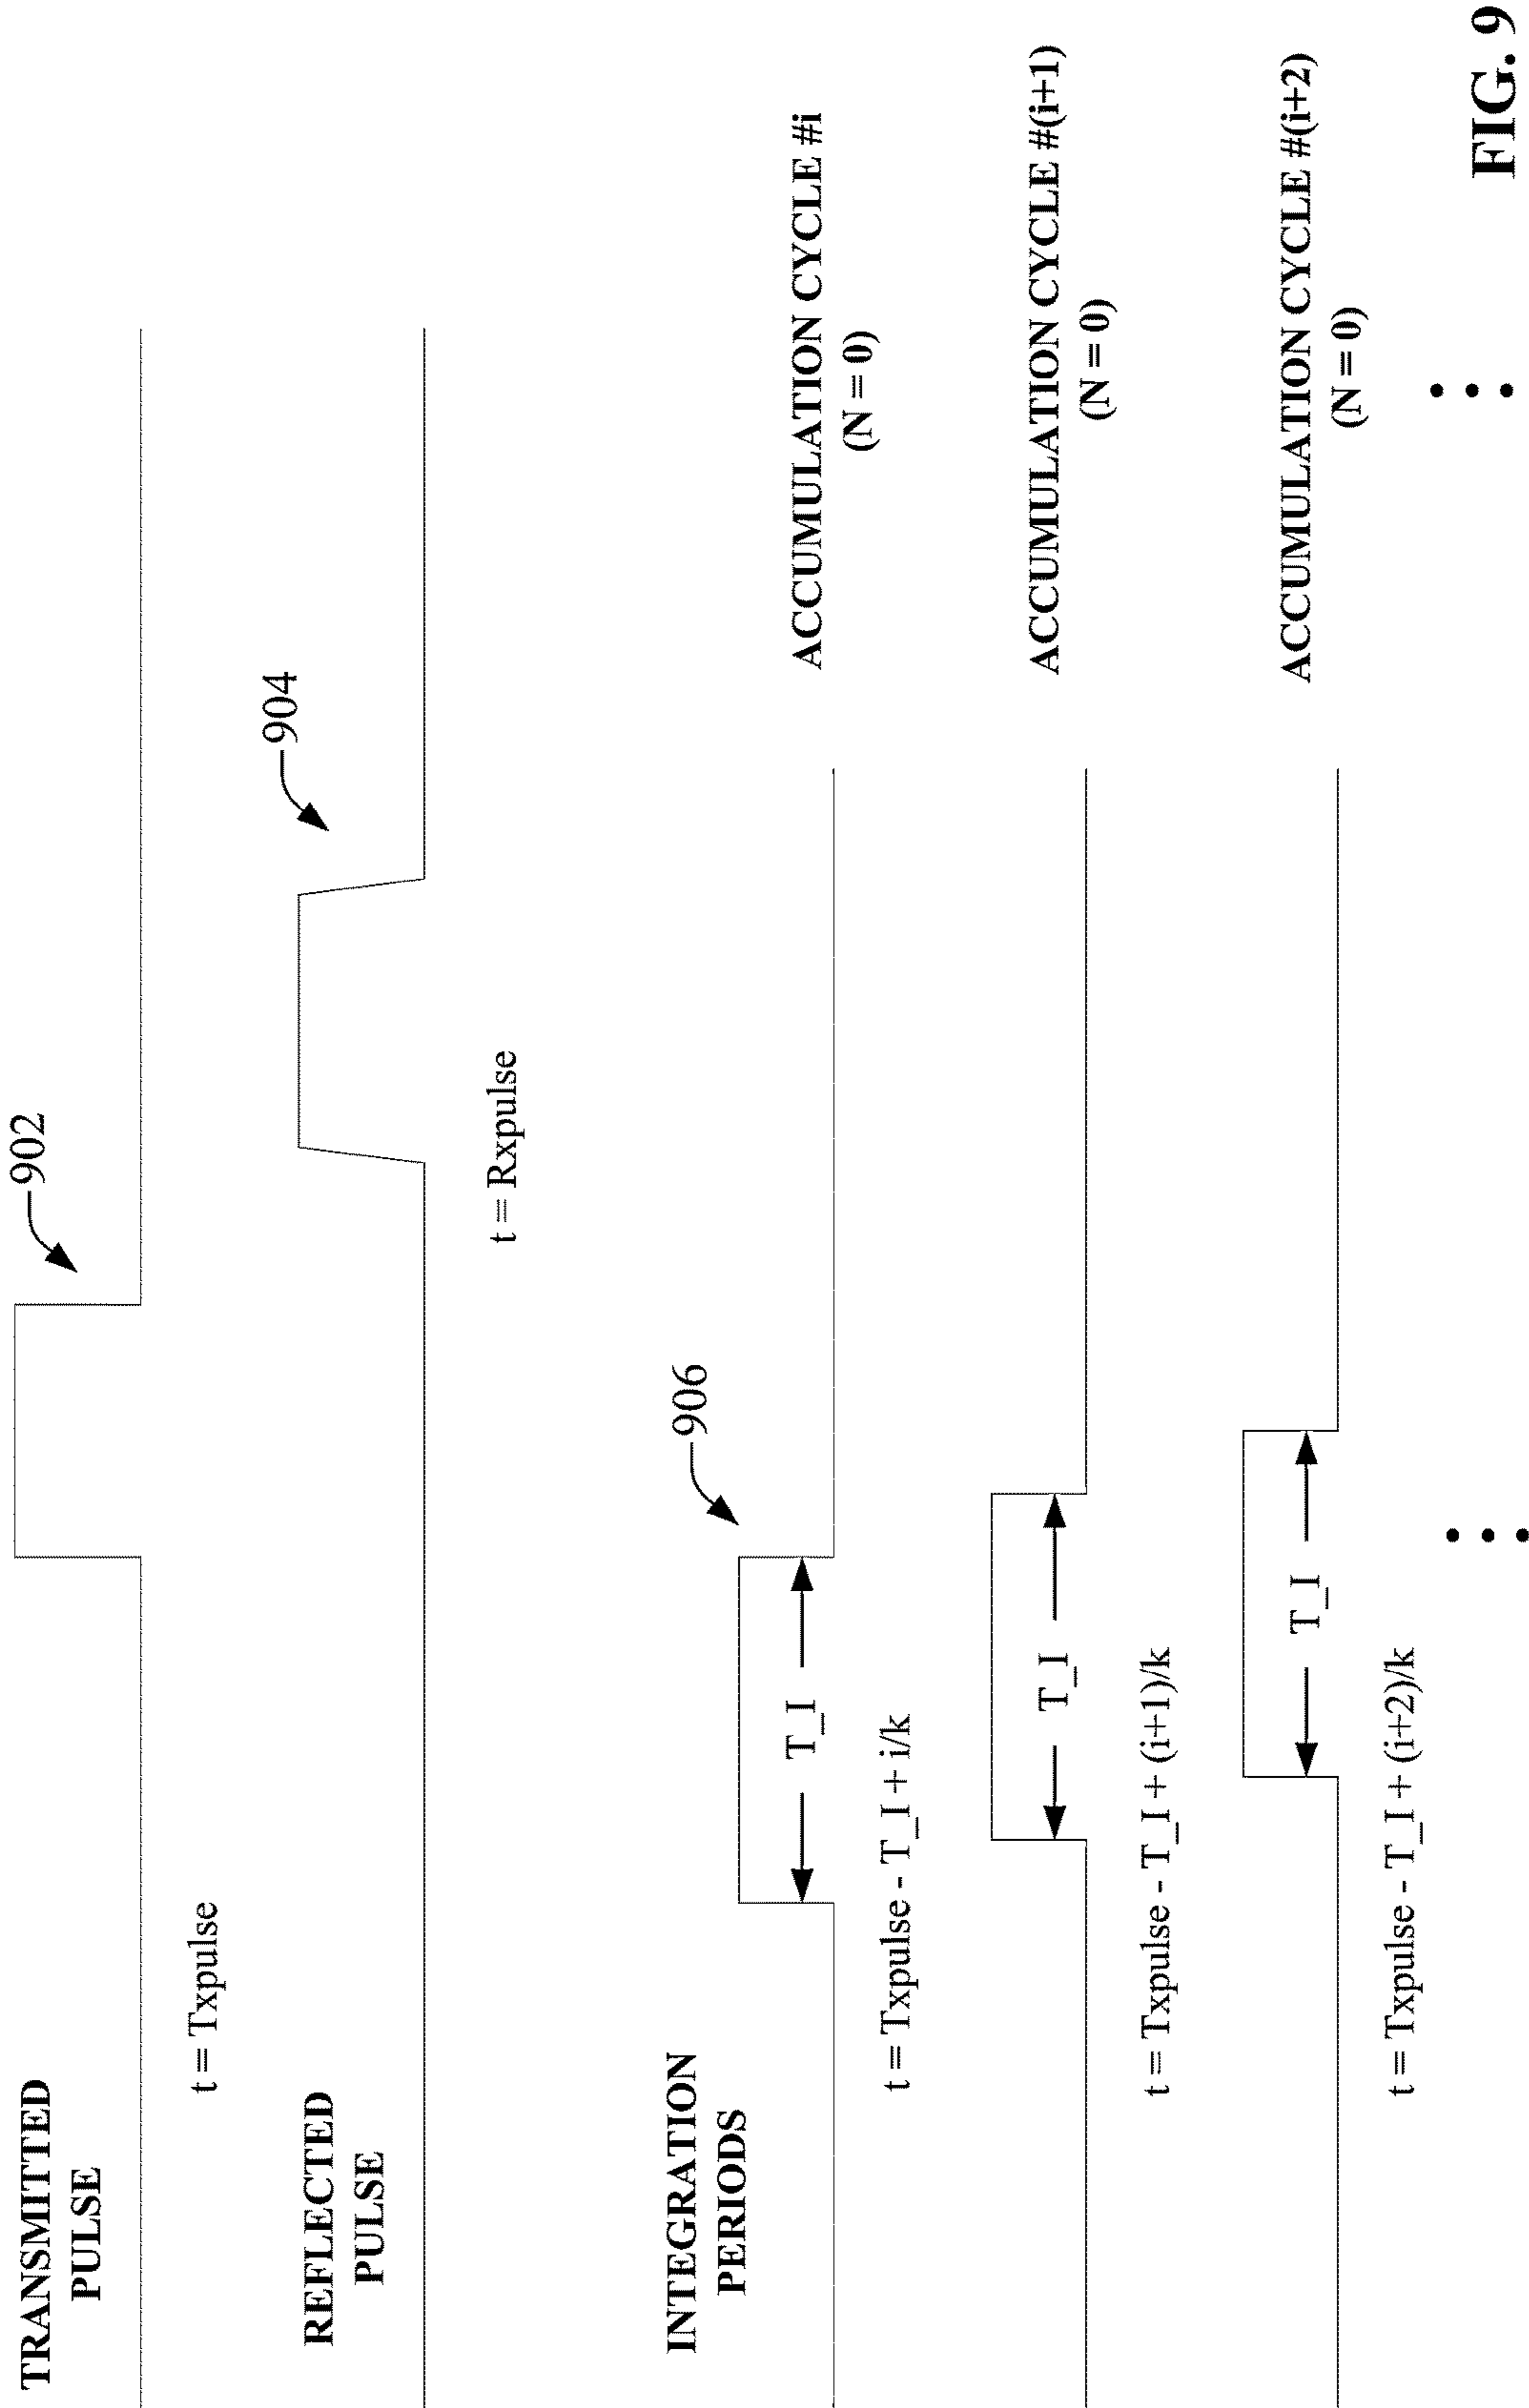 TRANSMITTED
PULSE
902
t = Txpulse
REFLECTED
PULSE
904
t = Rxpulse
INTEGRATION
PERIODS
906
T_I
ACCUMULATION CYCLE #i
(N = 0)
t = Txpulse - T_I + i/k
T_I
ACCUMULATION CYCLE #(i+1)
(N = 0)
t = Txpulse - T_I + (i+1)/k
T_I
ACCUMULATION CYCLE #(i+2)
(N = 0)
t = Txpulse - T_I + (i+2)/k
FIG. 9